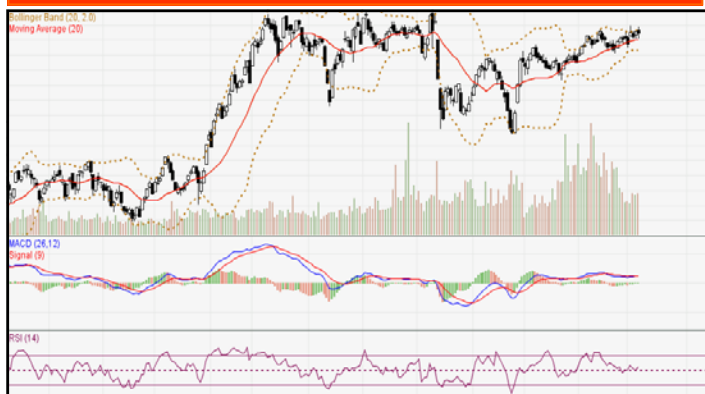 Bollinger Band (20, 2.0)
Moving Average (20)
MACD (26,12)
Signal (9)
RSI (14)